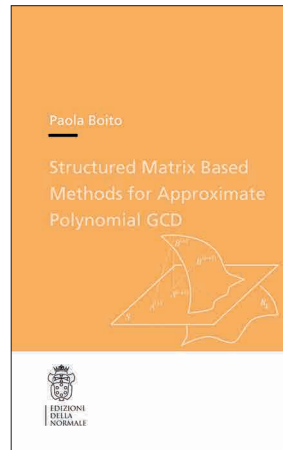 Paola Boito
Structured Matrix Based
Methods for Approximate
Polynomial GCD
N
EDIZIONI
DELLA
NORMALE